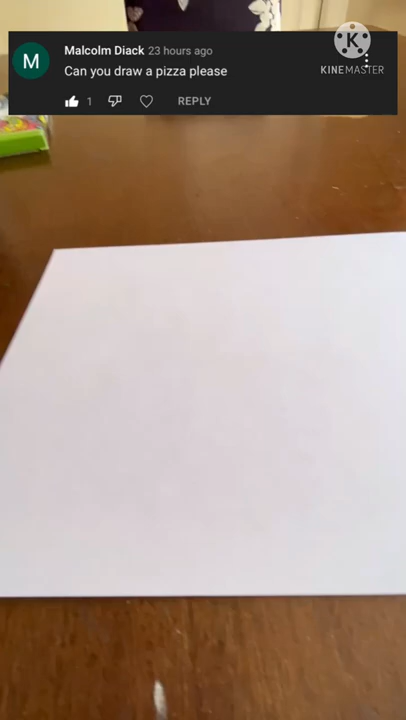 M
Malcolm Diack 23 hours ago
Can you draw a pizza please
1
REPLY
K
KINEMASTER